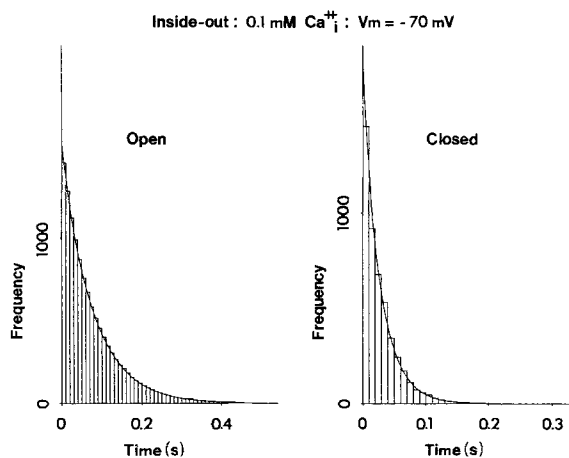 Inside-out : 0.1 mM Ca++i : Vm = - 70 mV
Open
Frequency
1000
0
0 0.2 0.4
Time (s)
Closed
Frequency
1000
0
0 0.1 0.2 0.3
Time (s)